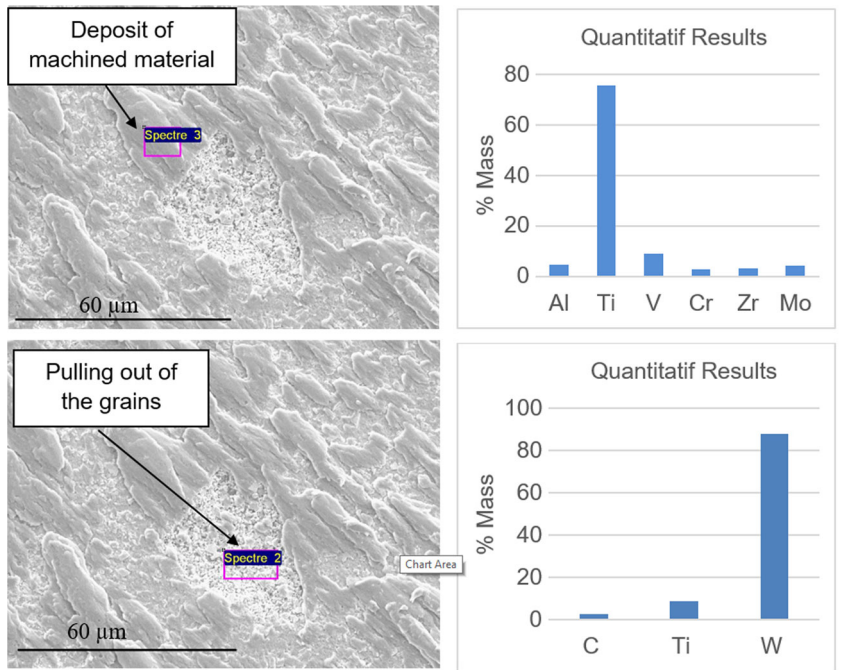 Deposit of
machined material
Spectre 3
60 µm
Quantitatif Results
% Mass
80
60
40
20
0
Al Ti V Cr Zr Mo
Pulling out of
the grains
Spectre 2
Chart Area
60 µm
Quantitatif Results
% Mass
100
80
60
40
20
0
C Ti W